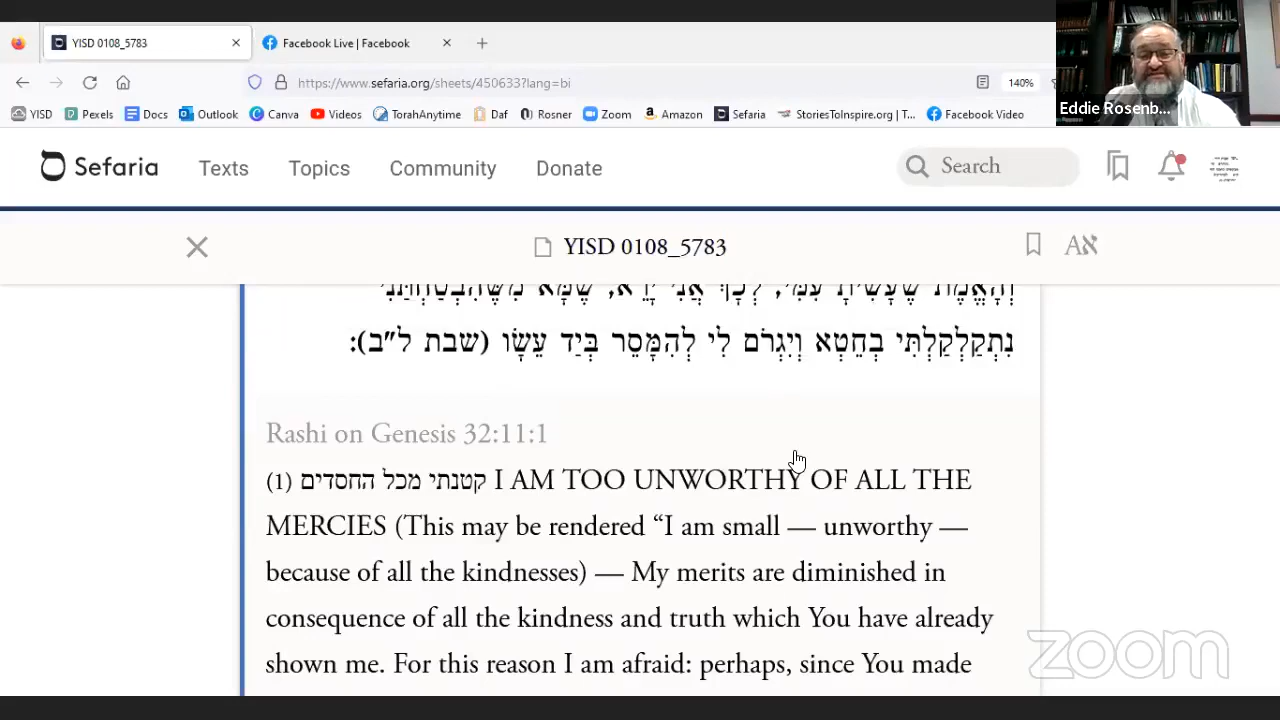 YISD 0108_5783
Facebook Live | Facebook
https://www.sefaria.org/sheets/450633?lang=bi
140%
YISD Pexels Docs Outlook Canva Videos TorahAnytime Daf Rosner Zoom Amazon Sefaria StoriesToInspire.org | T... Facebook Video
Eddie Rosenb...
Sefaria Texts Topics Community Donate Search
YISD 0108_5783
Aא
וְהָאֱמֶת שֶׁעָשִׂיתָ עִמִּי, לְכָךְ אֲנִי יָרֵא, שֶׁמָּא מִשֶּׁהִבְטַחְתַּנִי
נִתְקַלְקַלְתִּי בְחֵטְא וְיִגְרֹם לִי לְהִמָּסֵר בְּיַד עֵשָׂו (שבת ל"ב):
Rashi on Genesis 32:11:1
(1) קטנתי מכל החסדים I AM TOO UNWORTHY OF ALL THE
MERCIES (This may be rendered “I am small — unworthy —
because of all the kindnesses) — My merits are diminished in
consequence of all the kindness and truth which You have already
shown me. For this reason I am afraid: perhaps, since You made
zoom